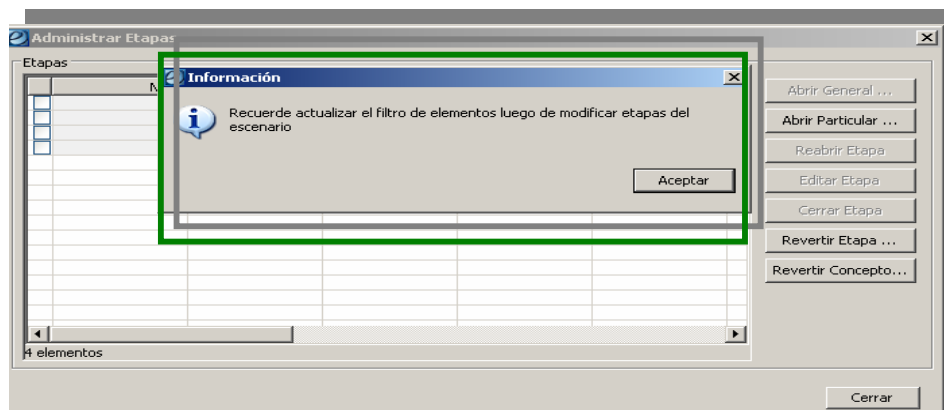 Administrar Etapas
Etapas
N
Información
Recuerde actualizar el filtro de elementos luego de modificar etapas del
escenario
Aceptar
Abrir General ...
Abrir Particular ...
Reabrir Etapa
Editar Etapa
Cerrar Etapa
Revertir Etapa ...
Revertir Concepto...
4 elementos
Cerrar